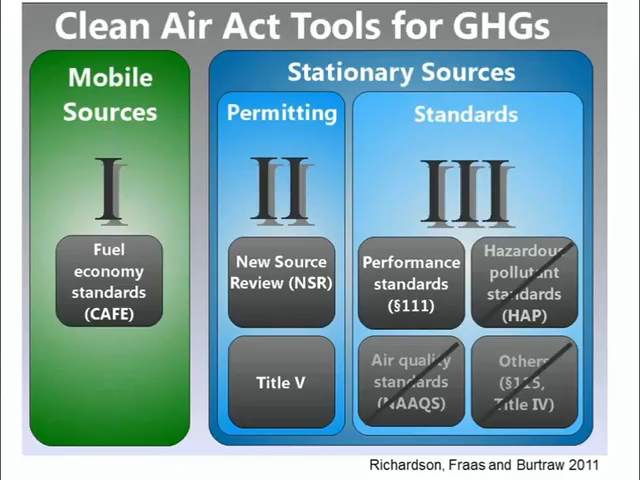 Clean Air Act Tools for GHGs
Mobile
Sources
I
Fuel
economy
standards
(CAFE)
Stationary Sources
Permitting
II
New Source
Review (NSR)
Title V
Standards
III
Performance
standards
(§111)
Hazardous
pollutant
standards
(HAP)
Air quality
standards
(NAAQS)
Others
(§115,
Title IV)
Richardson, Fraas and Burtraw 2011